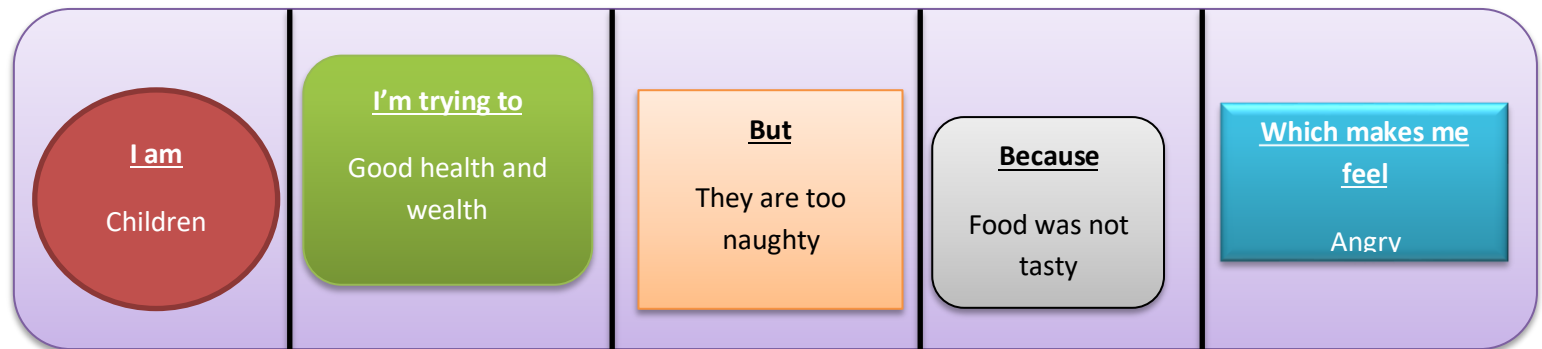 I am
Children
I'm trying to
Good health and
wealth
But
They are too
naughty
Because
Food was not
tasty
Which makes me
feel
Angry